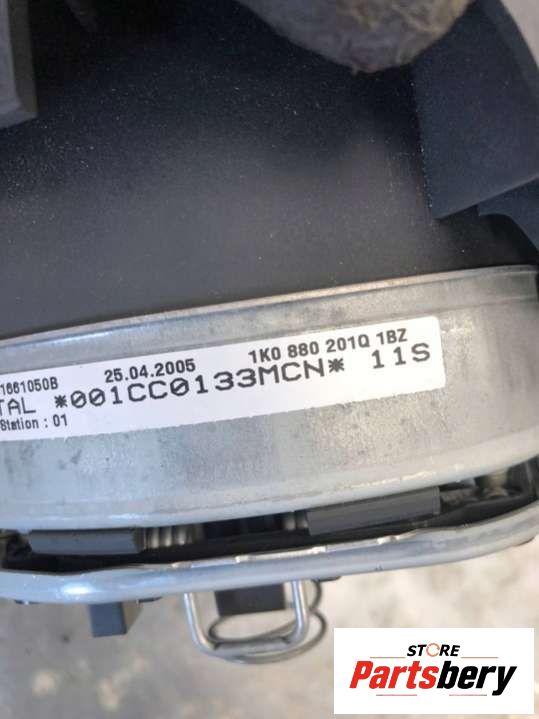 1661050B 25.04.2005 1K0 880 201Q 1BZ
TAL *001CC0133MCN* 11S
Station : 01
STORE
Partsbery